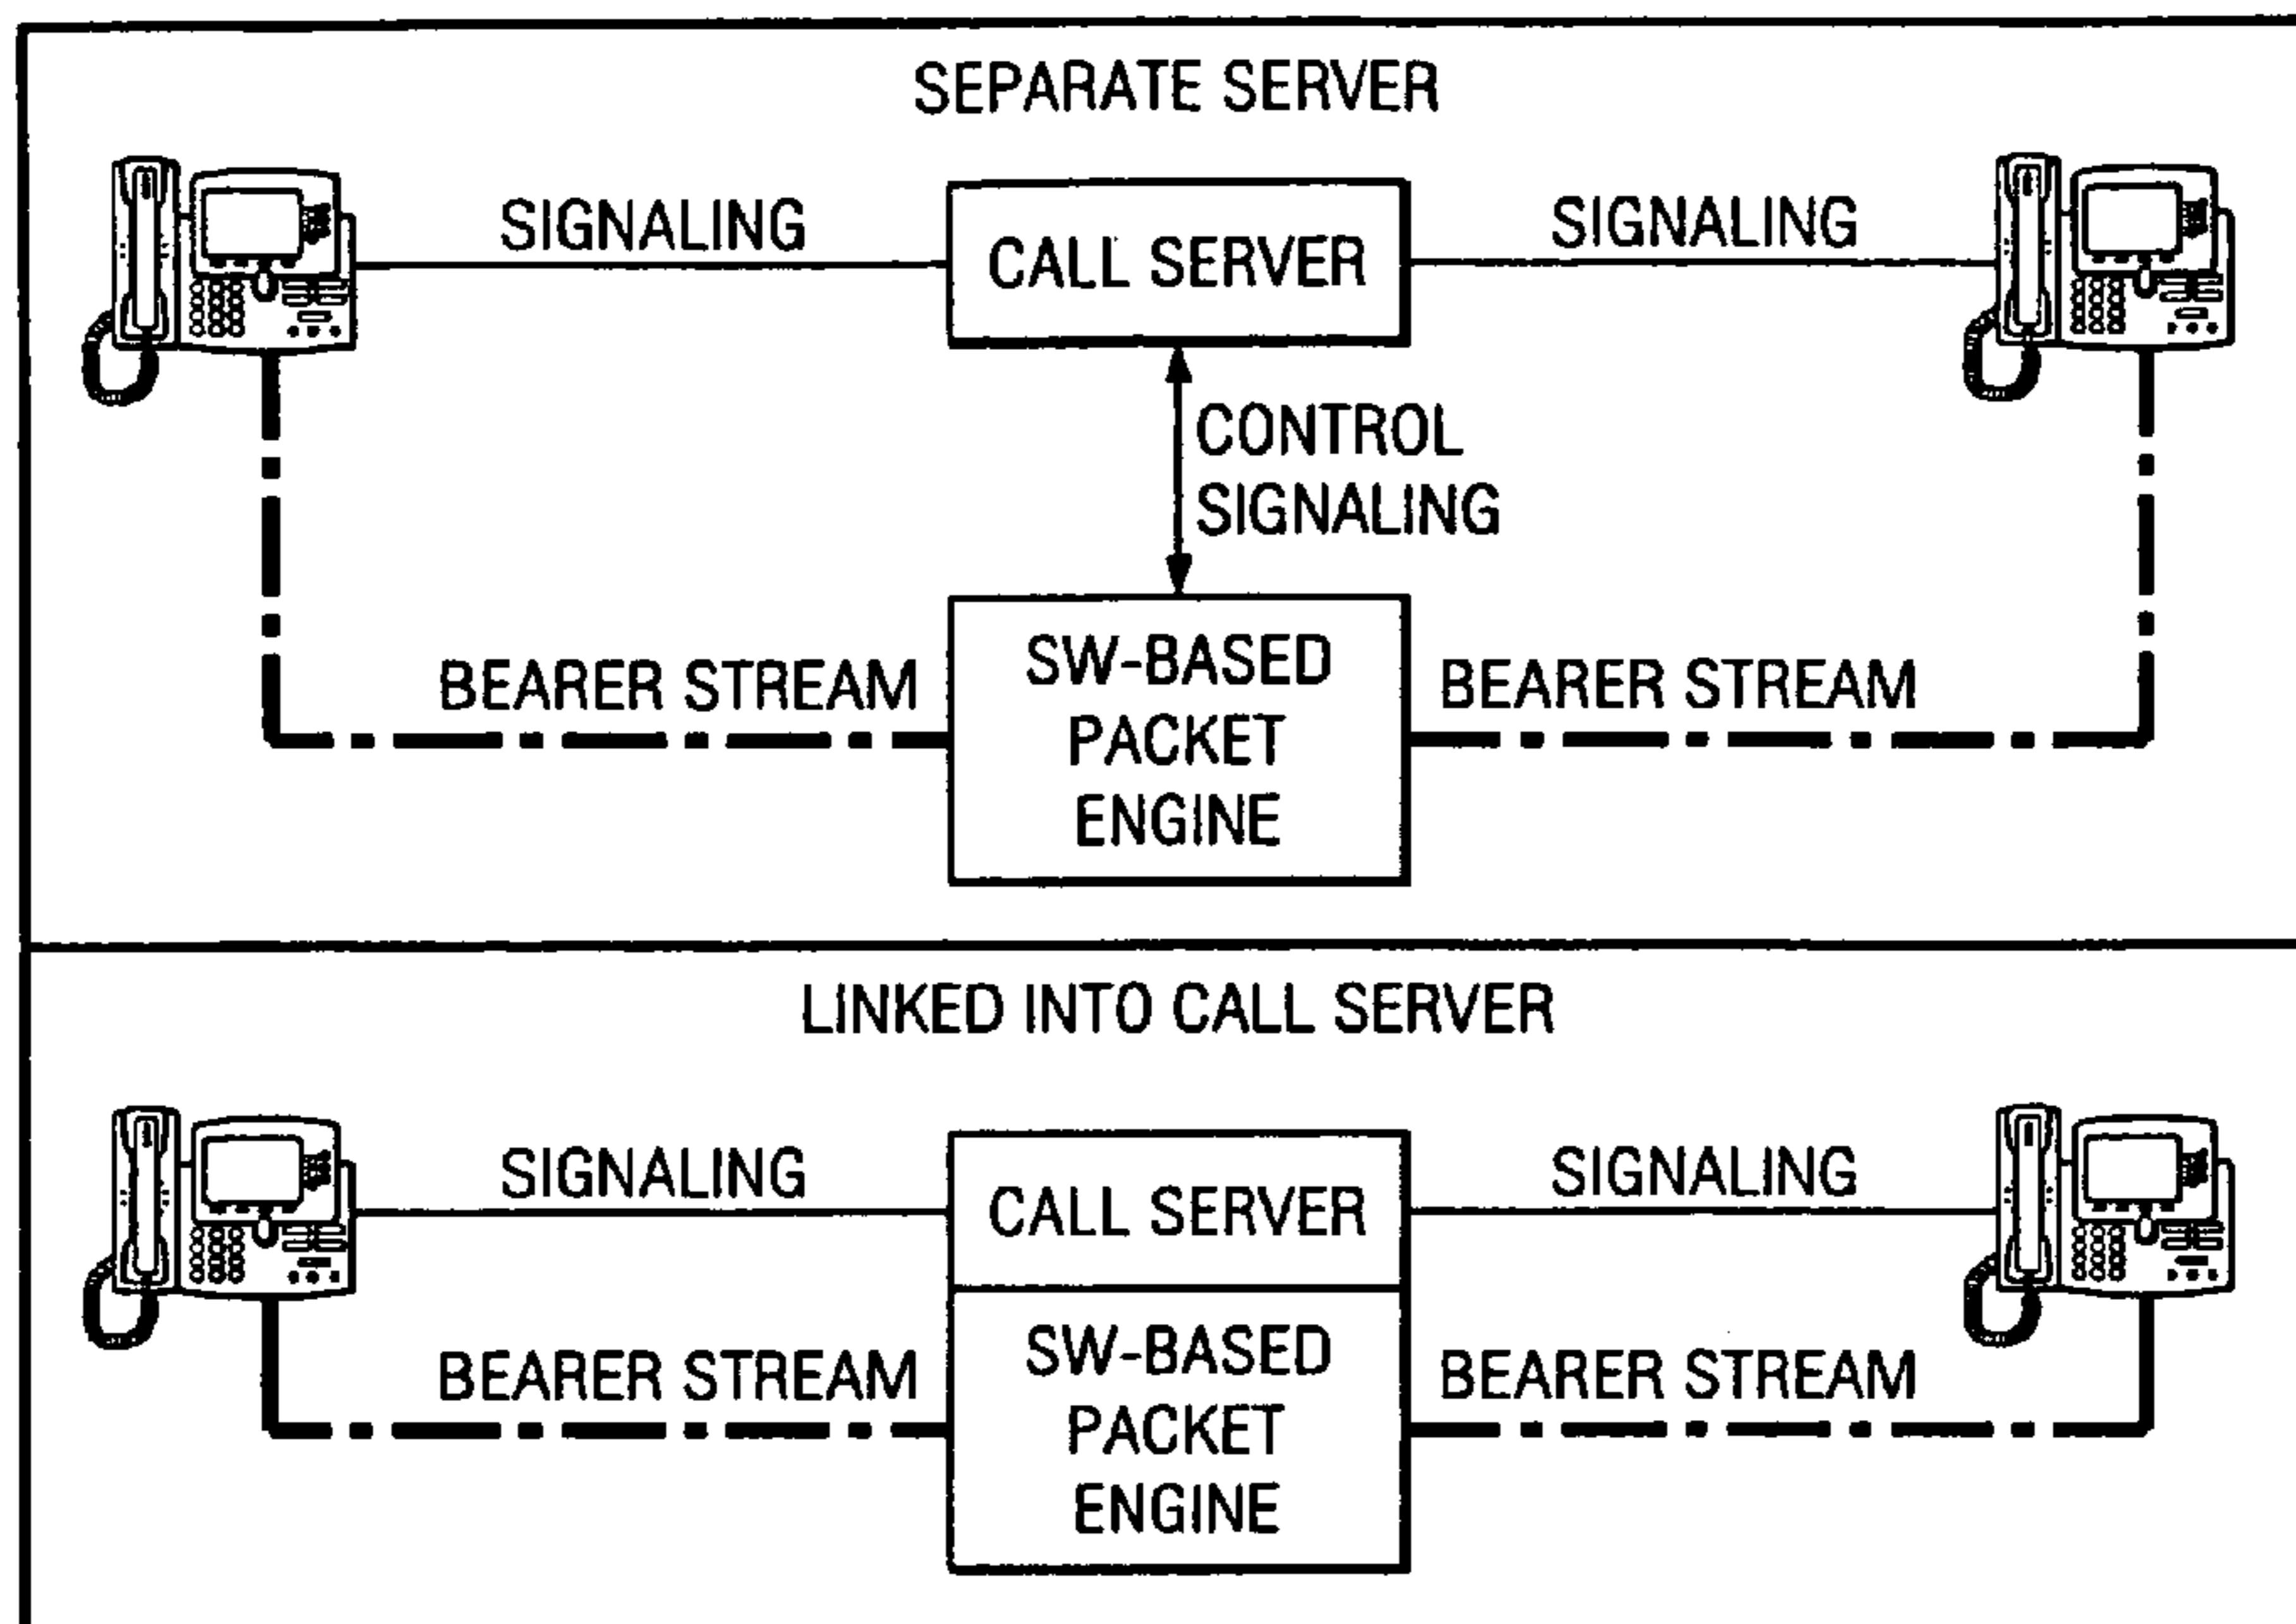 SEPARATE SERVER
SIGNALING
CALL SERVER
SIGNALING
CONTROL
SIGNALING
BEARER STREAM
SW-BASED
PACKET
ENGINE
BEARER STREAM
LINKED INTO CALL SERVER
SIGNALING
CALL SERVER
SIGNALING
BEARER STREAM
SW-BASED
PACKET
ENGINE
BEARER STREAM